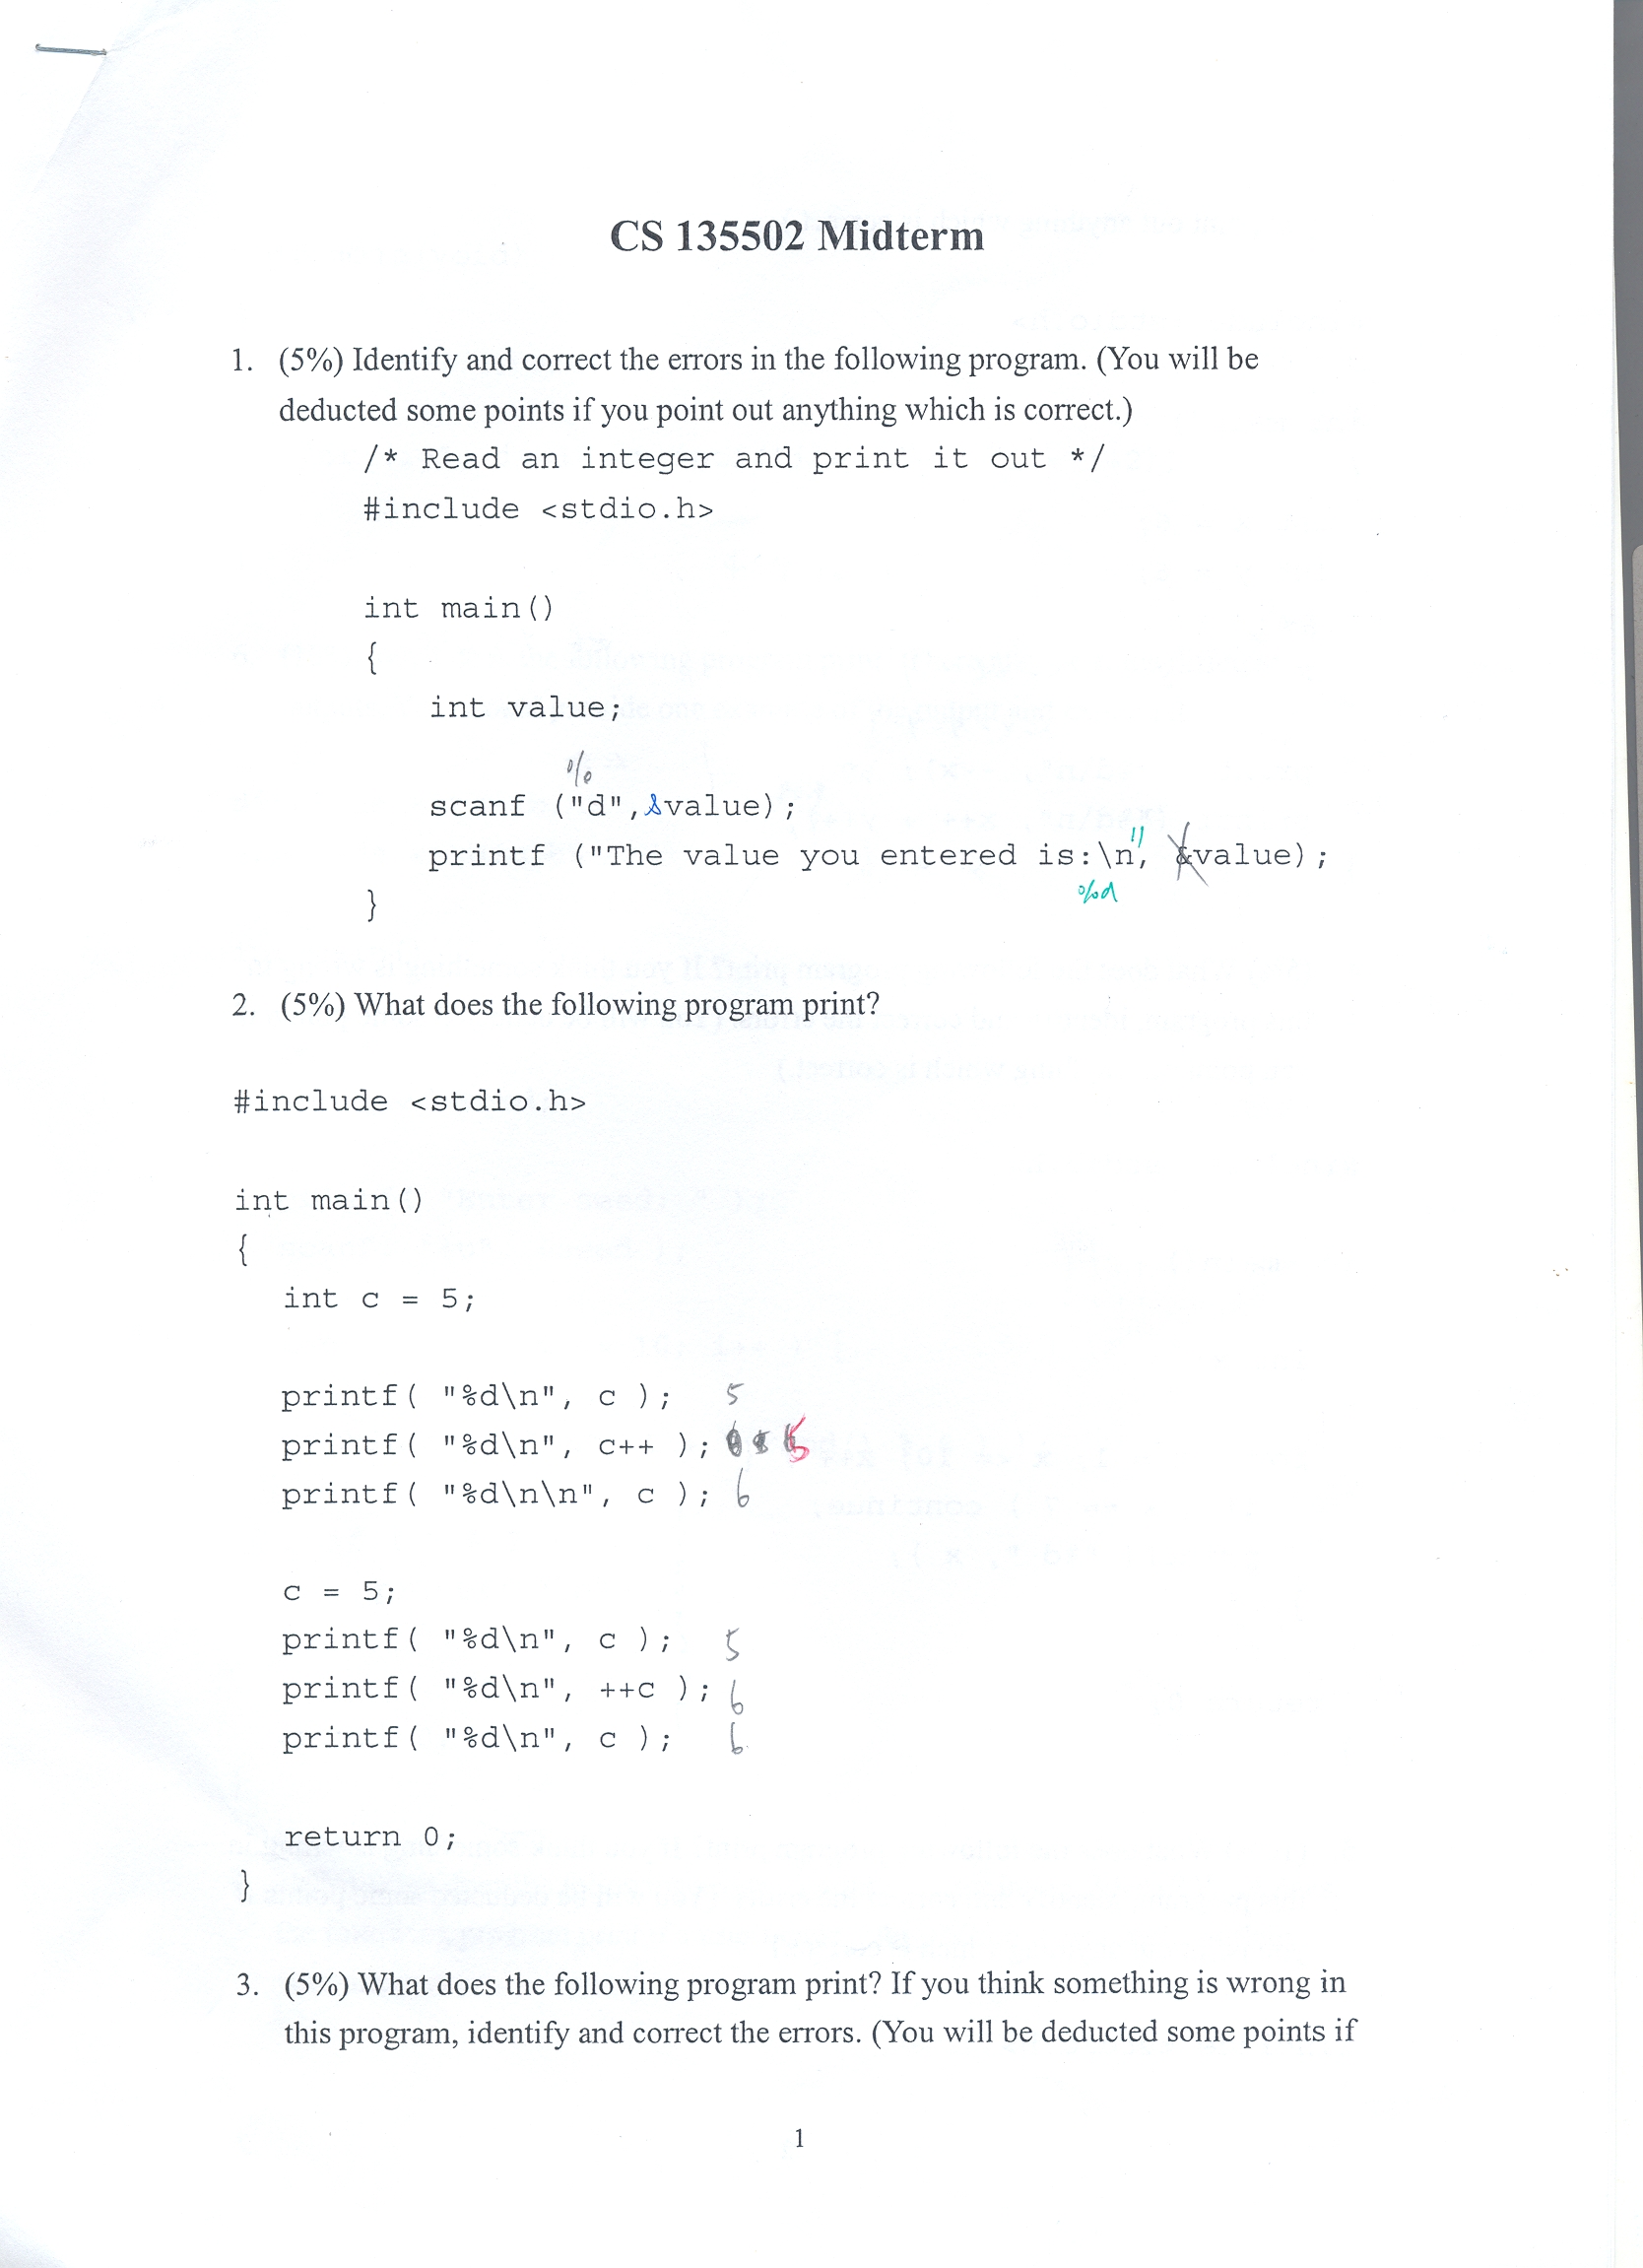 CS 135502 Midterm
1. (5%) Identify and correct the errors in the following program. (You will be
deducted some points if you point out anything which is correct.)
/* Read an integer and print it out */
#include <stdio.h>
int main()
{
int value;
%
scanf ("d",&value);
printf ("The value you entered is:\n", &value);
%d
}
2. (5%) What does the following program print?
#include <stdio.h>
int main()
{
int c = 5;
printf( "%d\n", c ); 5
printf( "%d\n", c++ ); 5
printf( "%d\n\n", c ); 6
c = 5;
printf( "%d\n", c ); 5
printf( "%d\n", ++c ); 6
printf( "%d\n", c ); 6
return 0;
}
3. (5%) What does the following program print? If you think something is wrong in
this program, identify and correct the errors. (You will be deducted some points if
1